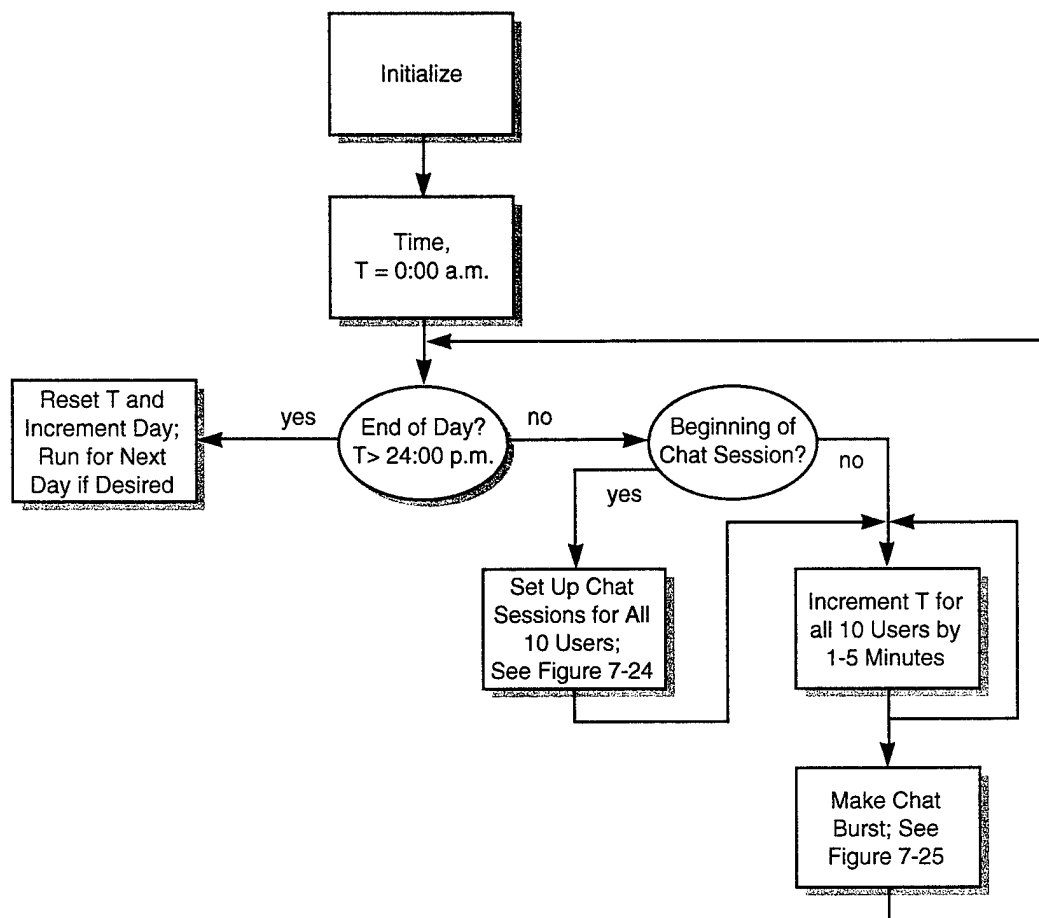 Initialize
Time,
T = 0:00 a.m.
Reset T and
Increment Day;
Run for Next
Day if Desired
yes
End of Day?
T> 24:00 p.m.
no
Beginning of
Chat Session?
yes
no
Set Up Chat
Sessions for All
10 Users;
See Figure 7-24
Increment T for
all 10 Users by
1-5 Minutes
Make Chat
Burst; See
Figure 7-25